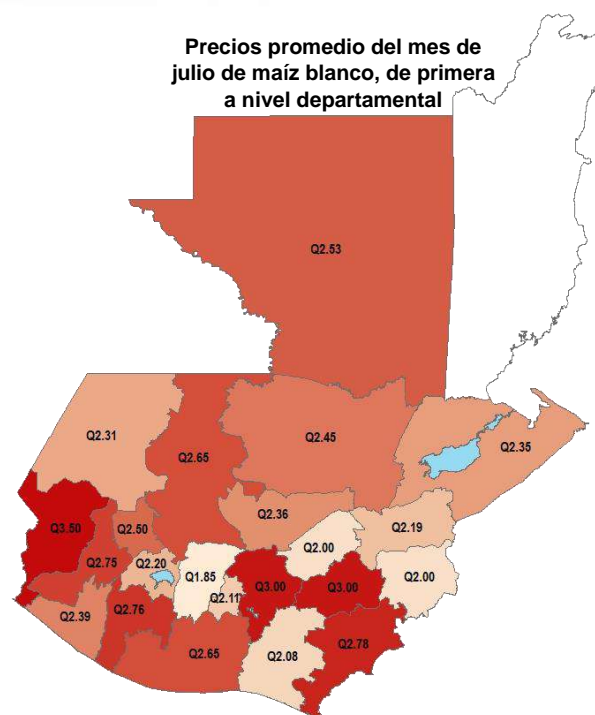 Precios promedio del mes de
julio de maíz blanco, de primera
a nivel departamental
Q2.53
Q2.31
Q2.65
Q2.45
Q2.35
Q3.50
Q2.50
Q2.36
Q2.19
Q2.75
Q2.20
Q1.85
Q2.11
Q3.00
Q2.00
Q3.00
Q2.00
Q2.39
Q2.76
Q2.65
Q2.08
Q2.78